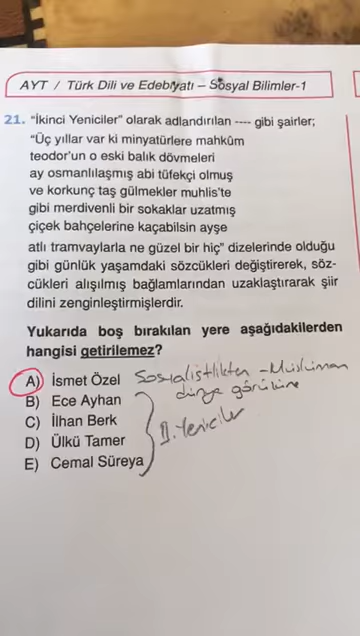 AYT / Türk Dili ve Edebiyatı – Sosyal Bilimler-1
21. "İkinci Yeniciler" olarak adlandırılan ---- gibi şairler;
"Üç yıllar var ki minyatürlere mahkûm
teodor'un o eski balık dövmeleri
ay osmanlılaşmış abi tüfekçi olmuş
ve korkunç taş gülmekler muhlis'te
gibi merdivenli bir sokaklar uzatmış
çiçek bahçelerine kaçabilsin ayşe
atlı tramvaylarla ne güzel bir hiç" dizelerinde olduğu
gibi günlük yaşamdaki sözcükleri değiştirerek, söz-
cükleri alışılmış bağlamlarından uzaklaştırarak şiir
dilini zenginleştirmişlerdir.
Yukarıda boş bırakılan yere aşağıdakilerden
hangisi getirilemez?
A) İsmet Özel Sosyalistlikten - Müslüman
dünya görüşüne
B) Ece Ayhan
C) İlhan Berk
D) Ülkü Tamer
E) Cemal Süreya
II. Yeniciler